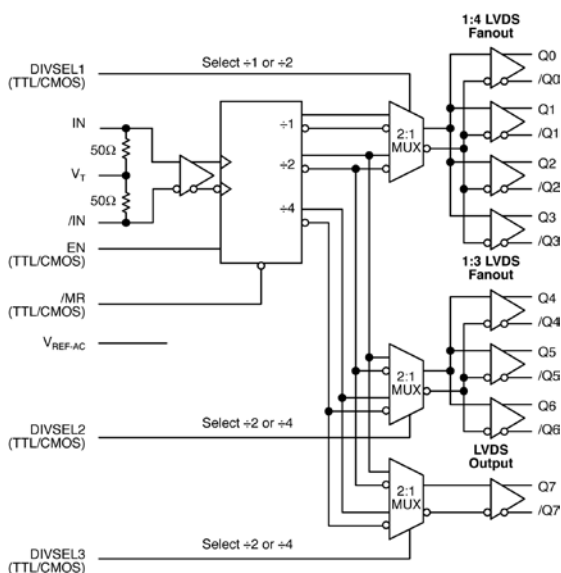 1:4 LVDS
Fanout
DIVSEL1
(TTL/CMOS)
Select ÷1 or ÷2
Q0
/Q0
IN
50Ω
VT
50Ω
/IN
÷1
÷2
÷4
2:1
MUX
Q1
/Q1
Q2
/Q2
Q3
/Q3
EN
(TTL/CMOS)
/MR
(TTL/CMOS)
VREF-AC
1:3 LVDS
Fanout
Q4
/Q4
2:1
MUX
Q5
/Q5
Q6
/Q6
DIVSEL2
(TTL/CMOS)
Select ÷2 or ÷4
LVDS
Output
2:1
MUX
Q7
/Q7
DIVSEL3
(TTL/CMOS)
Select ÷2 or ÷4